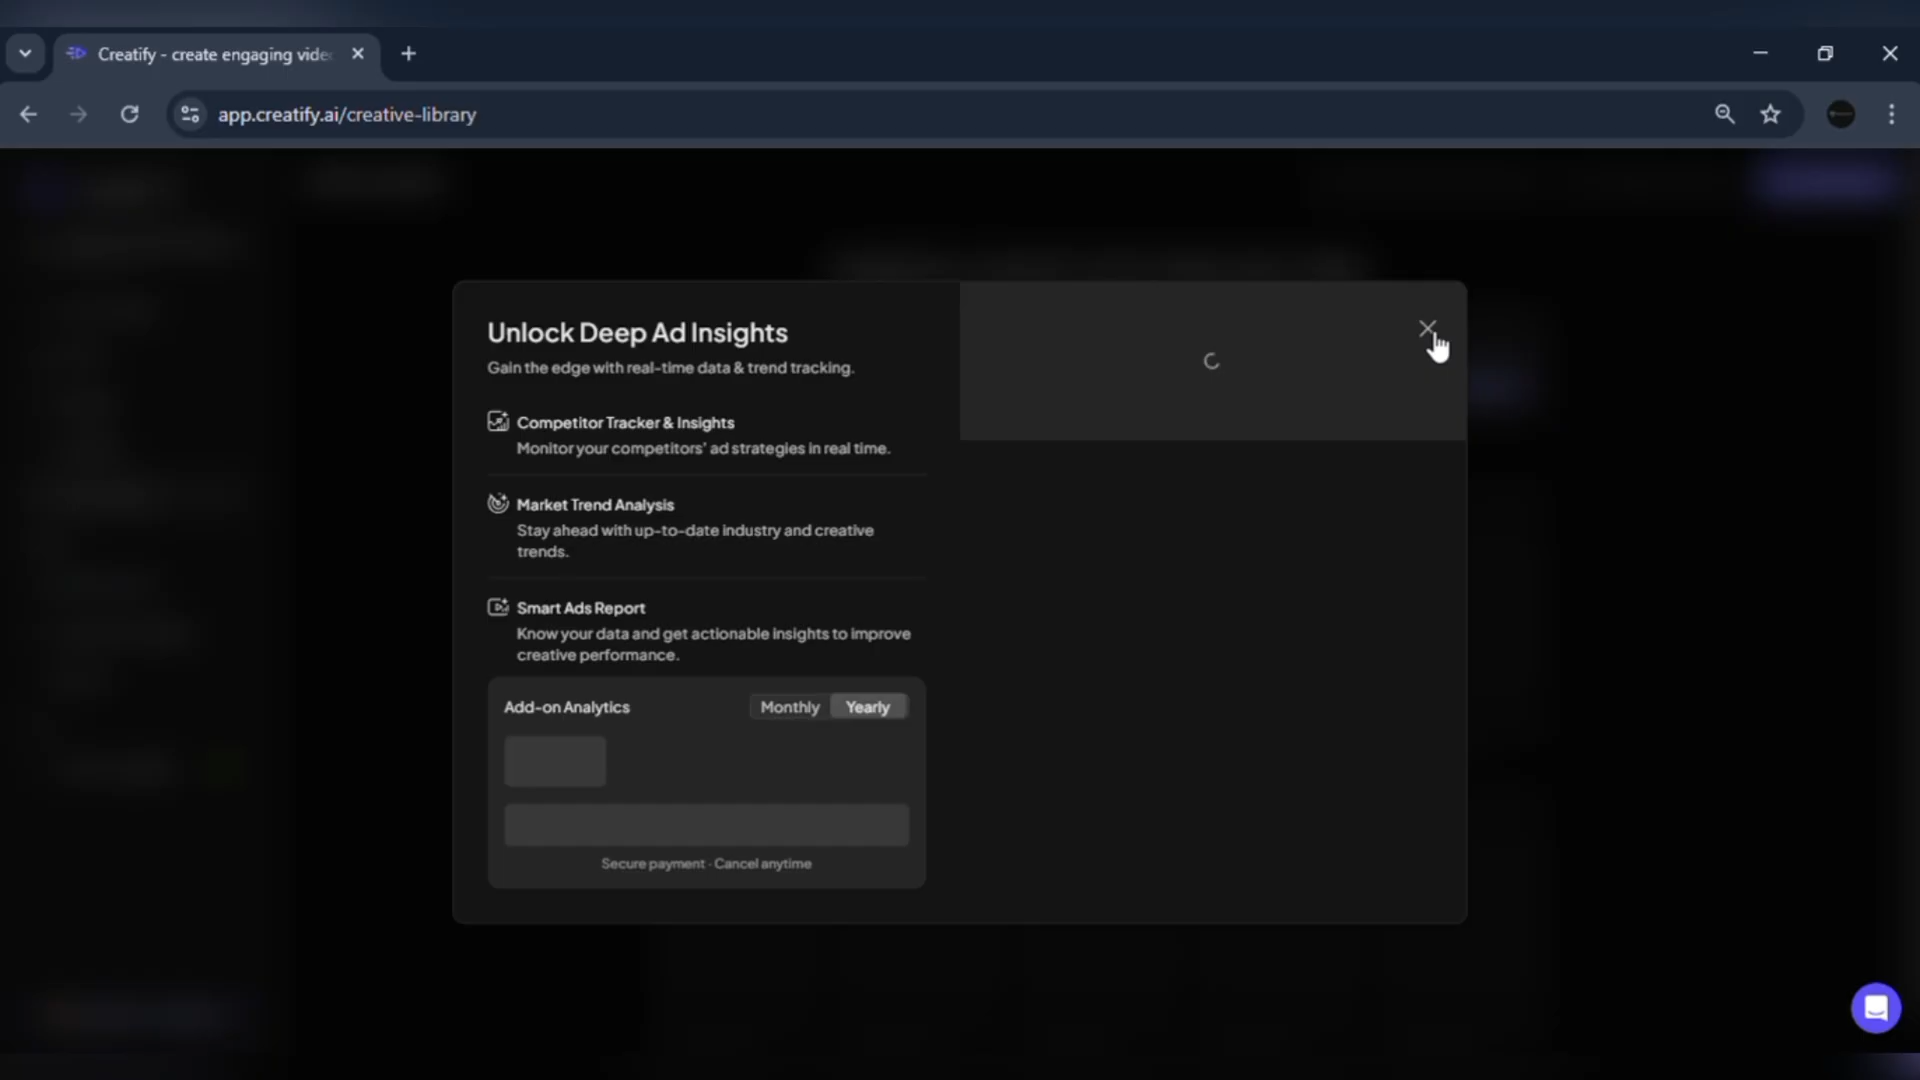 Creatify - create engaging vide
app.creatify.ai/creative-library
Unlock Deep Ad Insights
Gain the edge with real-time data & trend tracking.
Competitor Tracker & Insights
Monitor your competitors' ad strategies in real time.
Market Trend Analysis
Stay ahead with up-to-date industry and creative
trends.
Smart Ads Report
Know your data and get actionable insights to improve
creative performance.
Add-on Analytics
Monthly
Yearly
Secure payment · Cancel anytime